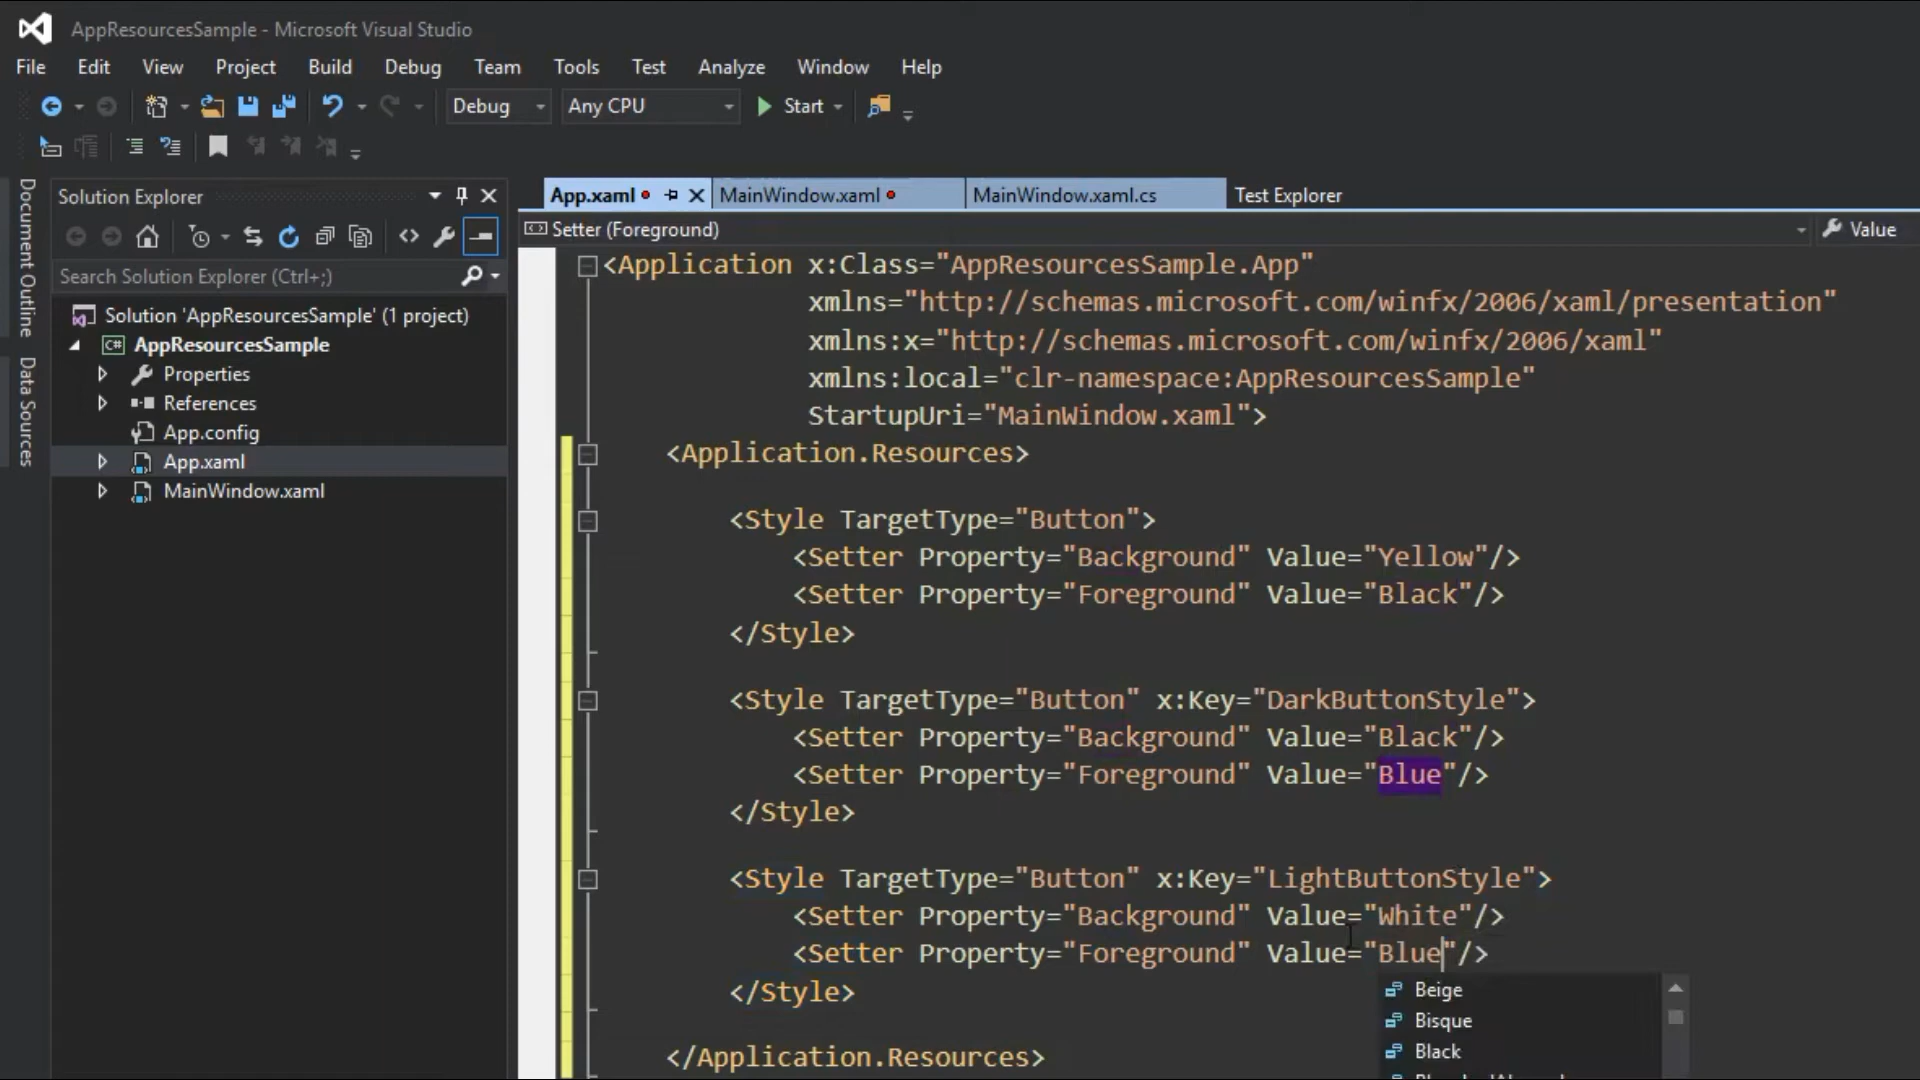 AppResourcesSample - Microsoft Visual Studio
File Edit View Project Build Debug Team Tools Test Analyze Window Help
Debug Any CPU Start
Document Outline
Data Sources
Solution Explorer
Search Solution Explorer (Ctrl+;)
Solution 'AppResourcesSample' (1 project)
C# AppResourcesSample
Properties
References
App.config
App.xaml
MainWindow.xaml
App.xaml MainWindow.xaml MainWindow.xaml.cs Test Explorer
Setter (Foreground) Value
<Application x:Class="AppResourcesSample.App"
xmlns="http://schemas.microsoft.com/winfx/2006/xaml/presentation"
xmlns:x="http://schemas.microsoft.com/winfx/2006/xaml"
xmlns:local="clr-namespace:AppResourcesSample"
StartupUri="MainWindow.xaml">
<Application.Resources>
<Style TargetType="Button">
<Setter Property="Background" Value="Yellow"/>
<Setter Property="Foreground" Value="Black"/>
</Style>
<Style TargetType="Button" x:Key="DarkButtonStyle">
<Setter Property="Background" Value="Black"/>
<Setter Property="Foreground" Value="Blue"/>
</Style>
<Style TargetType="Button" x:Key="LightButtonStyle">
<Setter Property="Background" Value="White"/>
<Setter Property="Foreground" Value="Blue"/>
</Style>
Beige
Bisque
Black
</Application.Resources>